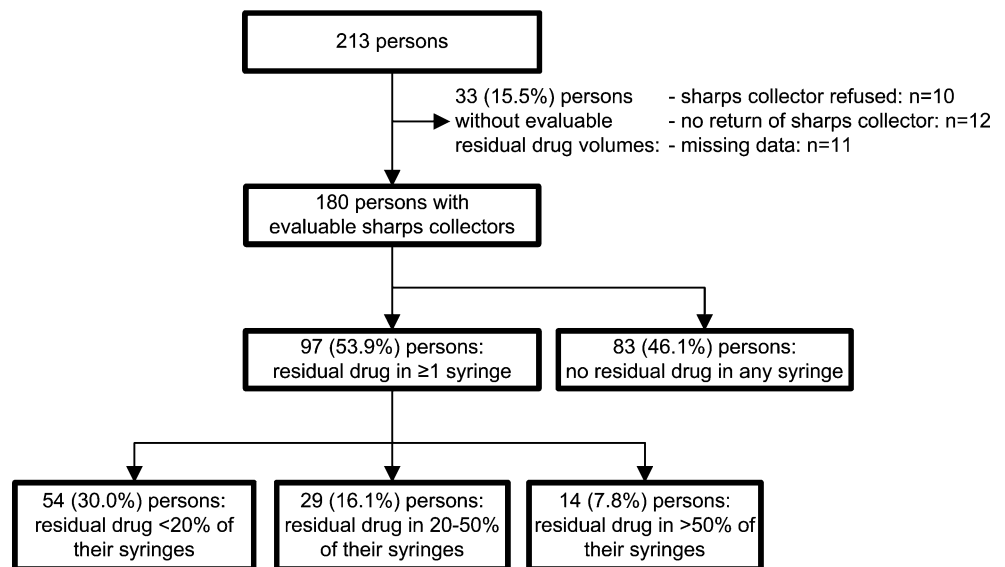 213 persons
33 (15.5%) persons - sharps collector refused: n=10
without evaluable - no return of sharps collector: n=12
residual drug volumes: - missing data: n=11
180 persons with
evaluable sharps collectors
97 (53.9%) persons:
residual drug in ≥1 syringe
83 (46.1%) persons:
no residual drug in any syringe
54 (30.0%) persons:
residual drug <20% of
their syringes
29 (16.1%) persons:
residual drug in 20-50%
of their syringes
14 (7.8%) persons:
residual drug in >50% of
their syringes